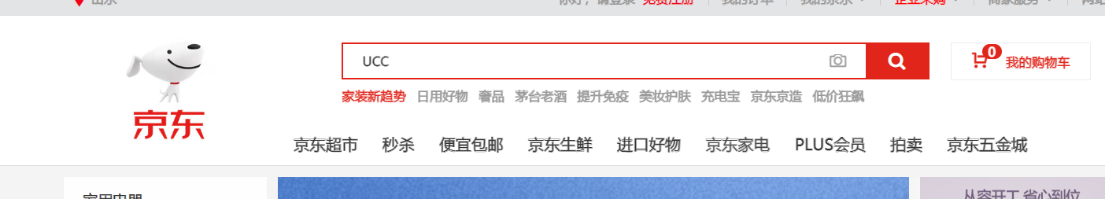 山东
你好，请登录 免费注册 我的订单 我的京东 企业采购 商家服务
UCC
0 我的购物车
家装新趋势 日用好物 奢品 茅台老酒 提升免疫 美妆护肤 充电宝 京东京造 低价狂飙
京东
京东超市 秒杀 便宜包邮 京东生鲜 进口好物 京东家电 PLUS会员 拍卖 京东五金城
家用电器
从容开工 省心到位